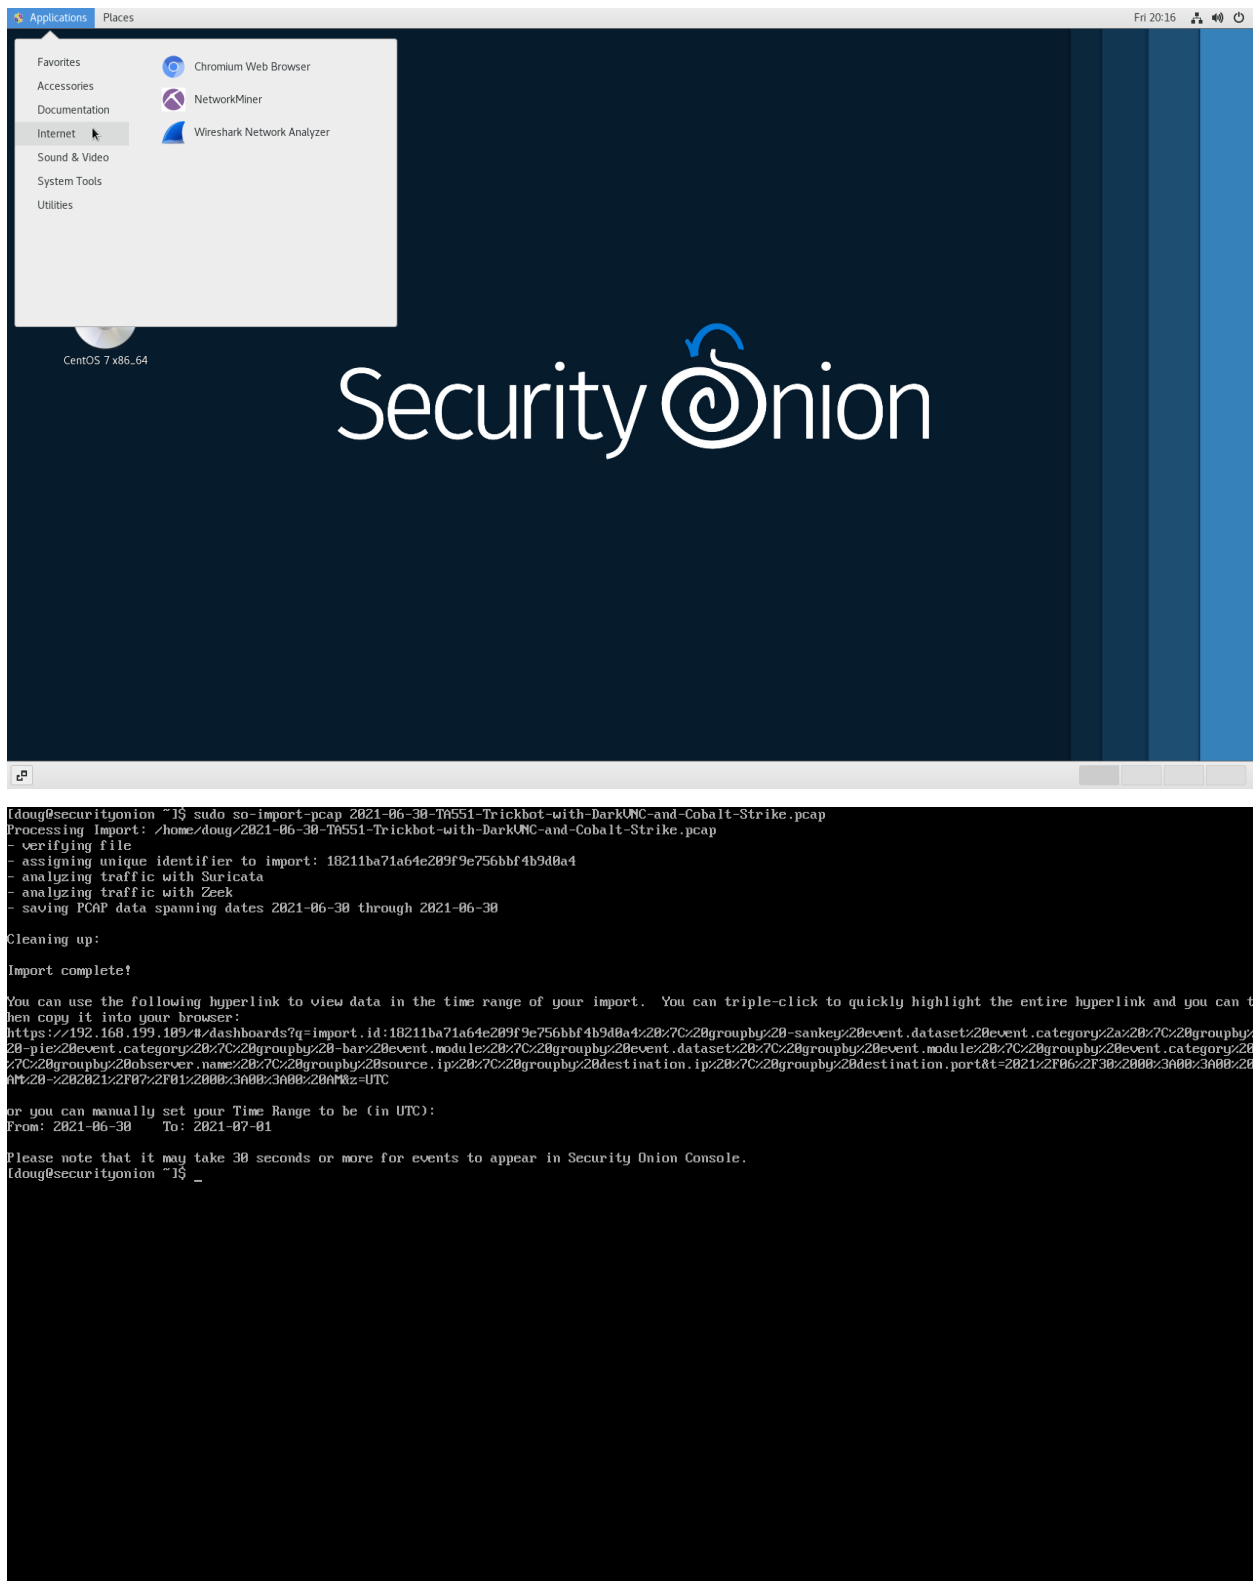 Applications Places Fri 20:16
Favorites
Accessories
Documentation
Internet
Sound & Video
System Tools
Utilities
Chromium Web Browser
NetworkMiner
Wireshark Network Analyzer
CentOS 7 x86_64
Security Onion
[doug@securityonion ~]$ sudo so-import-pcap 2021-06-30-TA551-Trickbot-with-DarkVNC-and-Cobalt-Strike.pcap
Processing Import: /home/doug/2021-06-30-TA551-Trickbot-with-DarkVNC-and-Cobalt-Strike.pcap
- verifying file
- assigning unique identifier to import: 18211ba71a64e209f9e756bbf4b9d0a4
- analyzing traffic with Suricata
- analyzing traffic with Zeek
- saving PCAP data spanning dates 2021-06-30 through 2021-06-30
Cleaning up:
Import complete!
You can use the following hyperlink to view data in the time range of your import.  You can triple-click to quickly highlight the entire hyperlink and you can t
hen copy it into your browser:
https://192.168.199.109/#/dashboards?q=import.id:18211ba71a64e209f9e756bbf4b9d0a4%20%7C%20groupby%20-sankey%20event.dataset%20event.category%2a%20%7C%20groupby%
20-pie%20event.category%20%7C%20groupby%20-bar%20event.module%20%7C%20groupby%20event.dataset%20%7C%20groupby%20event.module%20%7C%20groupby%20event.category%20
%7C%20groupby%20observer.name%20%7C%20groupby%20source.ip%20%7C%20groupby%20destination.ip%20%7C%20groupby%20destination.port&t=2021%2F06%2F30%2000%3A00%3A00%20
AM%20-%202021%2F07%2F01%2000%3A00%3A00%20AM&z=UTC
or you can manually set your Time Range to be (in UTC):
From: 2021-06-30    To: 2021-07-01
Please note that it may take 30 seconds or more for events to appear in Security Onion Console.
[doug@securityonion ~]$ _